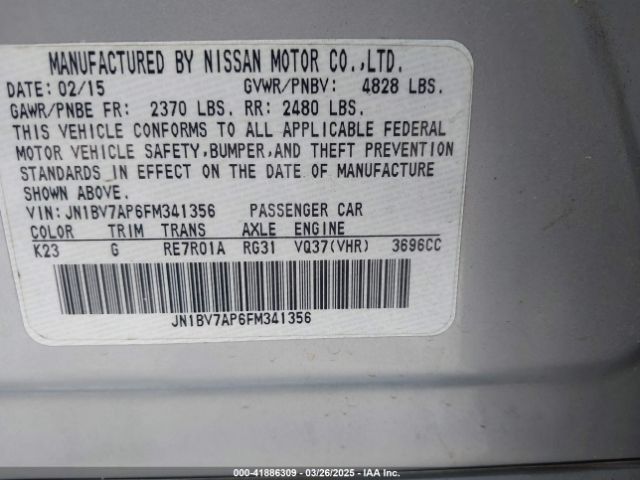 MANUFACTURED BY NISSAN MOTOR CO.,LTD.
DATE: 02/15 GVWR/PNBV: 4828 LBS.
GAWR/PNBE FR: 2370 LBS. RR: 2480 LBS.
THIS VEHICLE CONFORMS TO ALL APPLICABLE FEDERAL
MOTOR VEHICLE SAFETY,BUMPER,AND THEFT PREVENTION
STANDARDS IN EFFECT ON THE DATE OF MANUFACTURE
SHOWN ABOVE.
VIN: JN1BV7AP6FM341356 PASSENGER CAR
COLOR TRIM TRANS AXLE ENGINE
K23 G RE7R01A RG31 VQ37(VHR) 3696CC
JN1BV7AP6FM341356
000-41886309 | 03/26/2025 | IAA Inc.